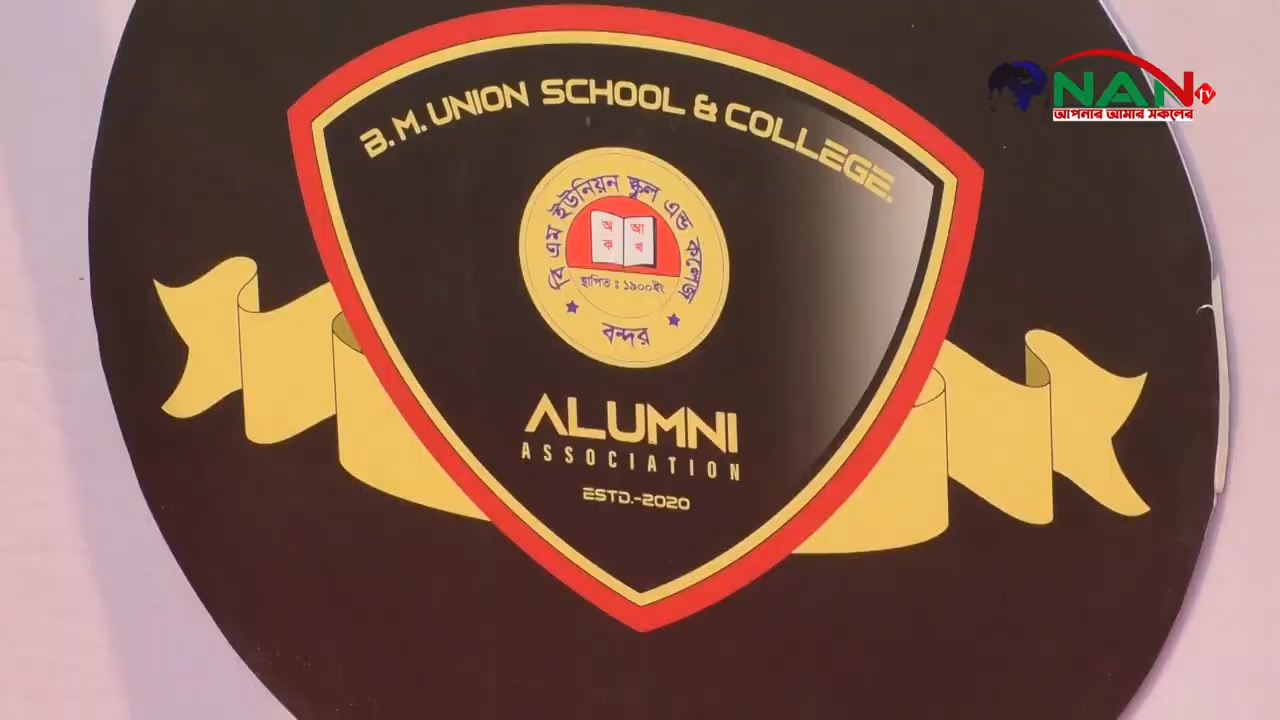 NAN TV
আপনার আমার সকলের
B. M. UNION SCHOOL & COLLEGE.
বি এম ইউনিয়ন স্কুল এন্ড কলেজ
অ আ
ক খ
স্থাপিত : ১৯০০ইং
বন্দর
ALUMNI
ASSOCIATION
ESTD.-2020